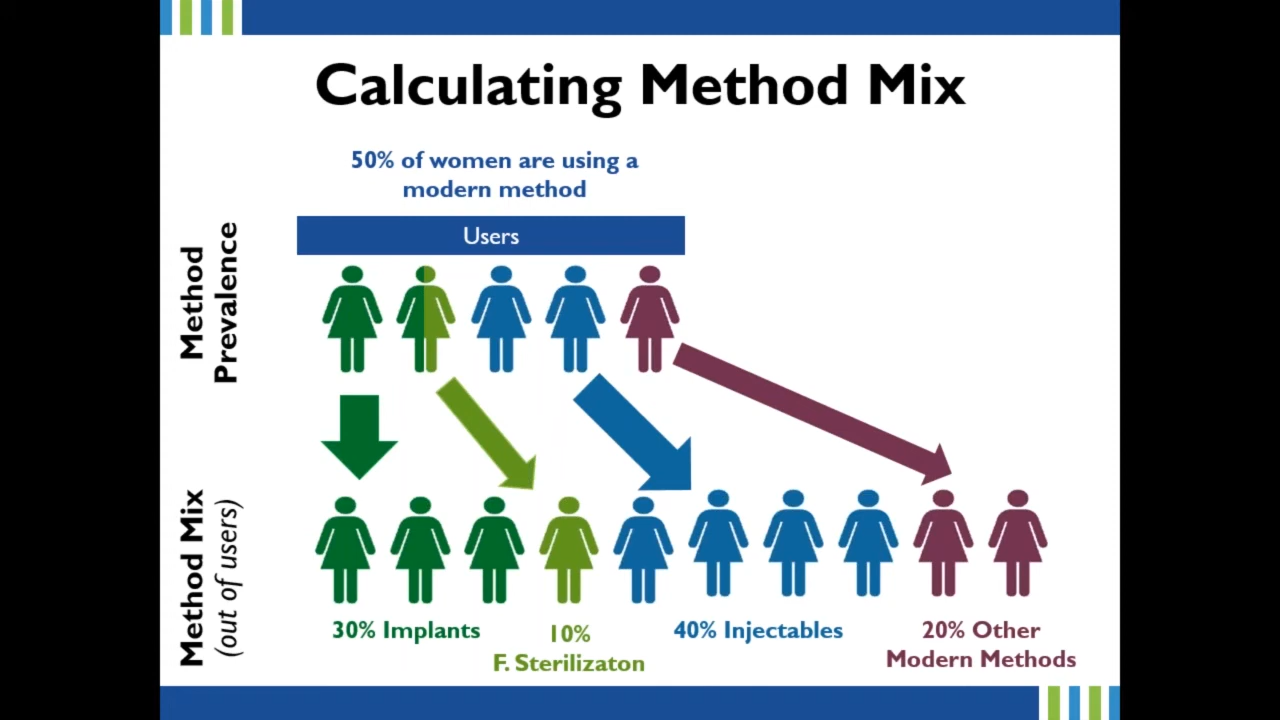 Calculating Method Mix
50% of women are using a
modern method
Users
Method
Prevalence
Method Mix
(out of users)
30% Implants
10%
F. Sterilizaton
40% Injectables
20% Other
Modern Methods